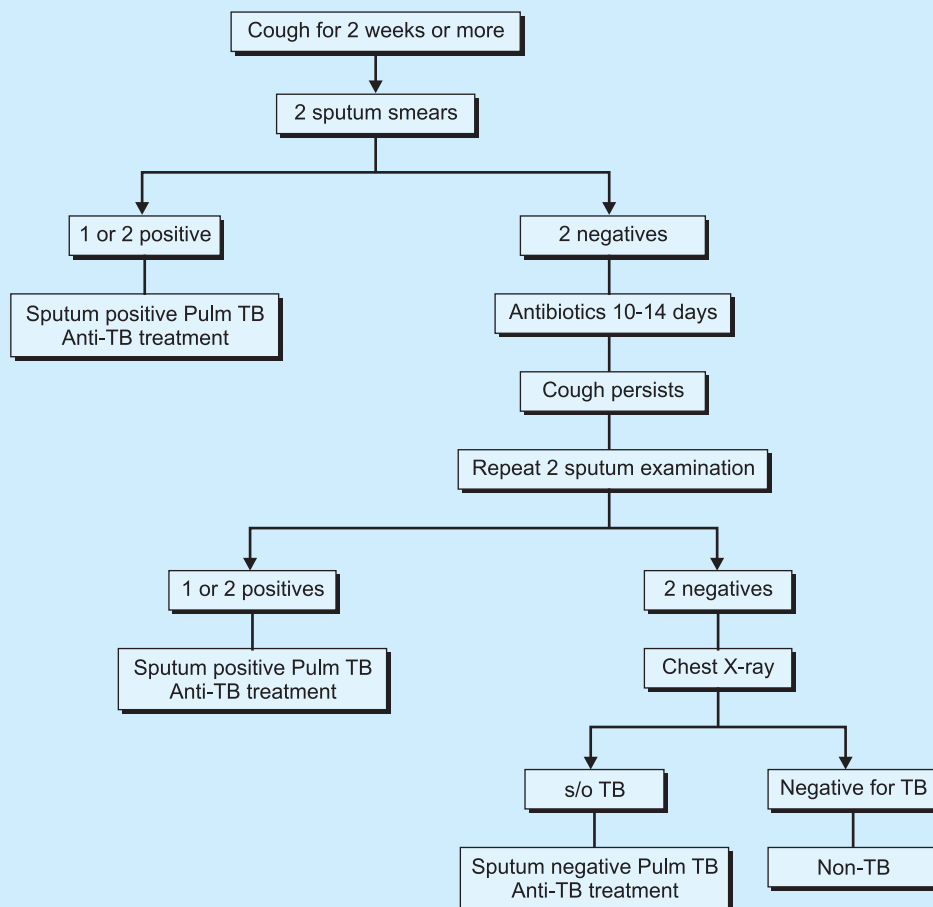 Cough for 2 weeks or more
2 sputum smears
1 or 2 positive
2 negatives
Sputum positive Pulm TB
Anti-TB treatment
Antibiotics 10-14 days
Cough persists
Repeat 2 sputum examination
1 or 2 positives
2 negatives
Sputum positive Pulm TB
Anti-TB treatment
Chest X-ray
s/o TB
Negative for TB
Sputum negative Pulm TB
Anti-TB treatment
Non-TB